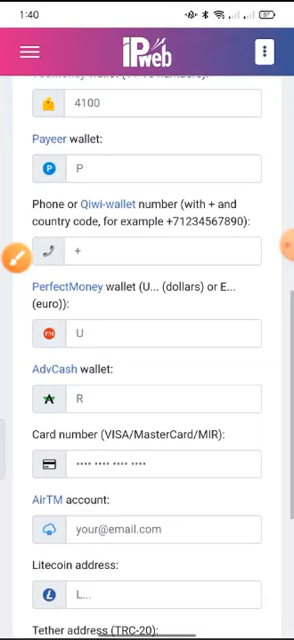 1:40
57
iPweb
4100
Payeer wallet:
P
P
Phone or Qiwi-wallet number (with + and
country code, for example +71234567890):
+
PerfectMoney wallet (U... (dollars) or E...
(euro)):
PM
U
AdvCash wallet:
R
Card number (VISA/MasterCard/MIR):
•••• •••• •••• ••••
AirTM account:
your@email.com
Litecoin address:
L...
Tether address (TRC-20):